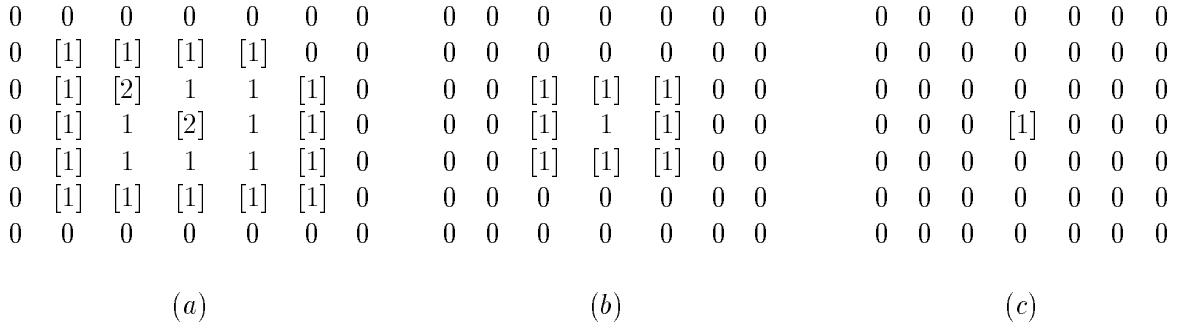 0 0 0 0 0 0 0 0 0 0 0 0 0 0 0 0 0 0 0 0 0
0 [1] [1] [1] [1] 0 0 0 0 0 0 0 0 0 0 0 0 0 0 0 0
0 [1] [2] 1 1 [1] 0 0 0 [1] [1] [1] 0 0 0 0 0 0 0 0 0
0 [1] 1 [2] 1 [1] 0 0 0 [1] 1 [1] 0 0 0 0 0 [1] 0 0 0
0 [1] 1 1 1 [1] 0 0 0 [1] [1] [1] 0 0 0 0 0 0 0 0 0
0 [1] [1] [1] [1] [1] 0 0 0 0 0 0 0 0 0 0 0 0 0 0 0
0 0 0 0 0 0 0 0 0 0 0 0 0 0 0 0 0 0 0 0 0
(a) (b) (c)